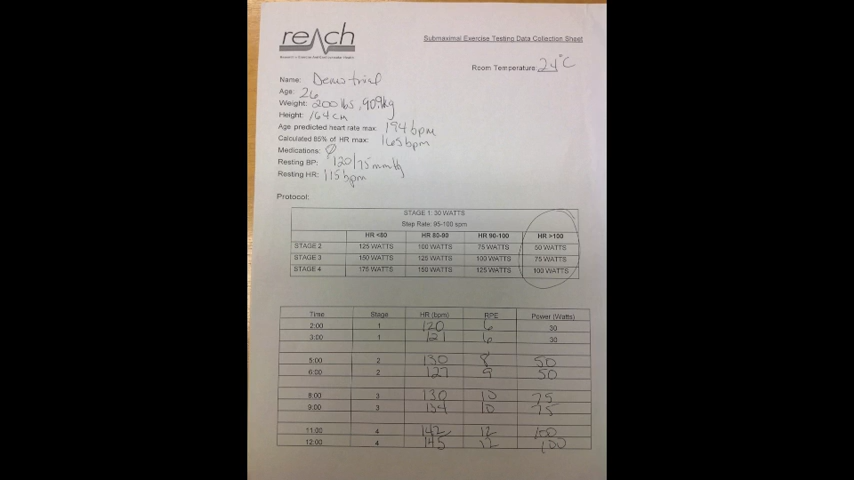 reach
Submaximal Exercise Testing Data Collection Sheet
Room Temperature: 24°C
Name: Demo trial
Age: 26
Weight: 200 lbs, 90.9kg
Height: 164cm
Age predicted heart rate max: 194 bpm
Calculated 85% of HR max: 165 bpm
Medications: Ø
Resting BP: 120/75 mmHg
Resting HR: 115 bpm
Protocol:
STAGE 1: 30 WATTS
Step Rate: 95-100 spm
HR <80 HR 80-90 HR 90-100 HR >100
STAGE 2 125 WATTS 100 WATTS 75 WATTS 50 WATTS
STAGE 3 150 WATTS 125 WATTS 100 WATTS 75 WATTS
STAGE 4 175 WATTS 150 WATTS 125 WATTS 100 WATTS
Time Stage HR (bpm) RPE Power (Watts)
2:00 1 120 6 30
3:00 1 121 6 30
5:00 2 130 8 50
6:00 2 127 9 50
8:00 3 130 10 75
9:00 3 134 10 75
11:00 4 142 12 100
12:00 4 145 12 100